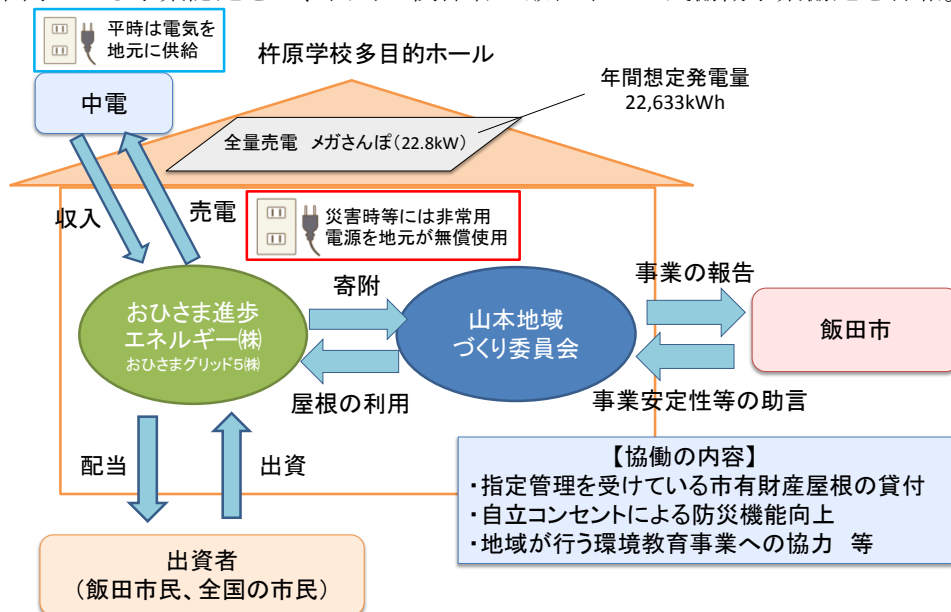 平時は電気を
地元に供給
中電
杵原学校多目的ホール
年間想定発電量
22,633kWh
全量売電 メガさんぽ(22.8kW)
収入
売電
災害時等には非常用
電源を地元が無償使用
おひさま進歩
エネルギー㈱
おひさまグリッド5㈱
寄附
屋根の利用
山本地域
づくり委員会
事業の報告
事業安定性等の助言
飯田市
配当
出資
出資者
(飯田市民、全国の市民)
【協働の内容】
・指定管理を受けている市有財産屋根の貸付
・自立コンセントによる防災機能向上
・地域が行う環境教育事業への協力 等